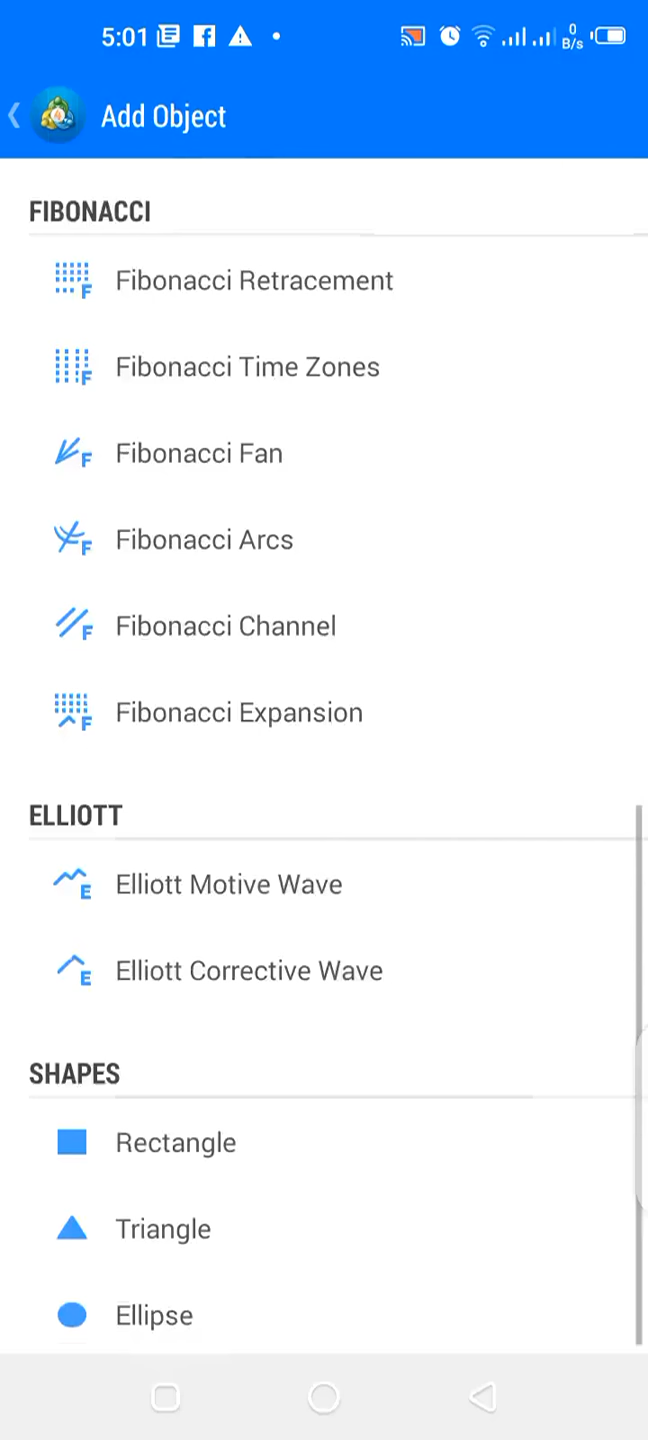 5:01
0
B/s
Add Object
FIBONACCI
F Fibonacci Retracement
F Fibonacci Time Zones
F Fibonacci Fan
F Fibonacci Arcs
F Fibonacci Channel
F Fibonacci Expansion
ELLIOTT
E Elliott Motive Wave
E Elliott Corrective Wave
SHAPES
Rectangle
Triangle
Ellipse